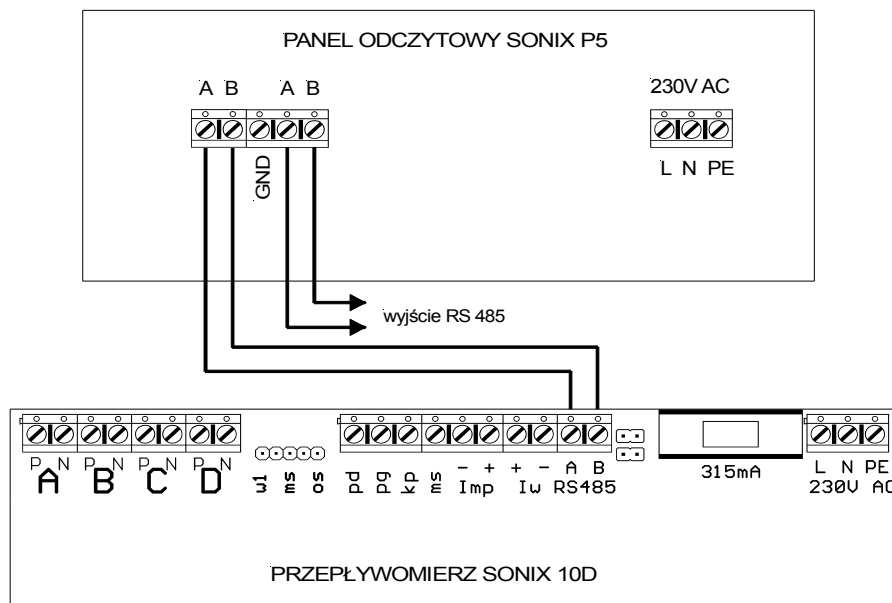 PANEL ODCZYTOWY SONIX P5
A B A B
230V AC
GND
L N PE
wyjście RS 485
P N P N P N P N
A B C D
w1 ms os
pd pg kp ms - + + - A B
Imp Iw RS485
315mA
L N PE
230V AC
PRZEPŁYWOMIERZ SONIX 10D